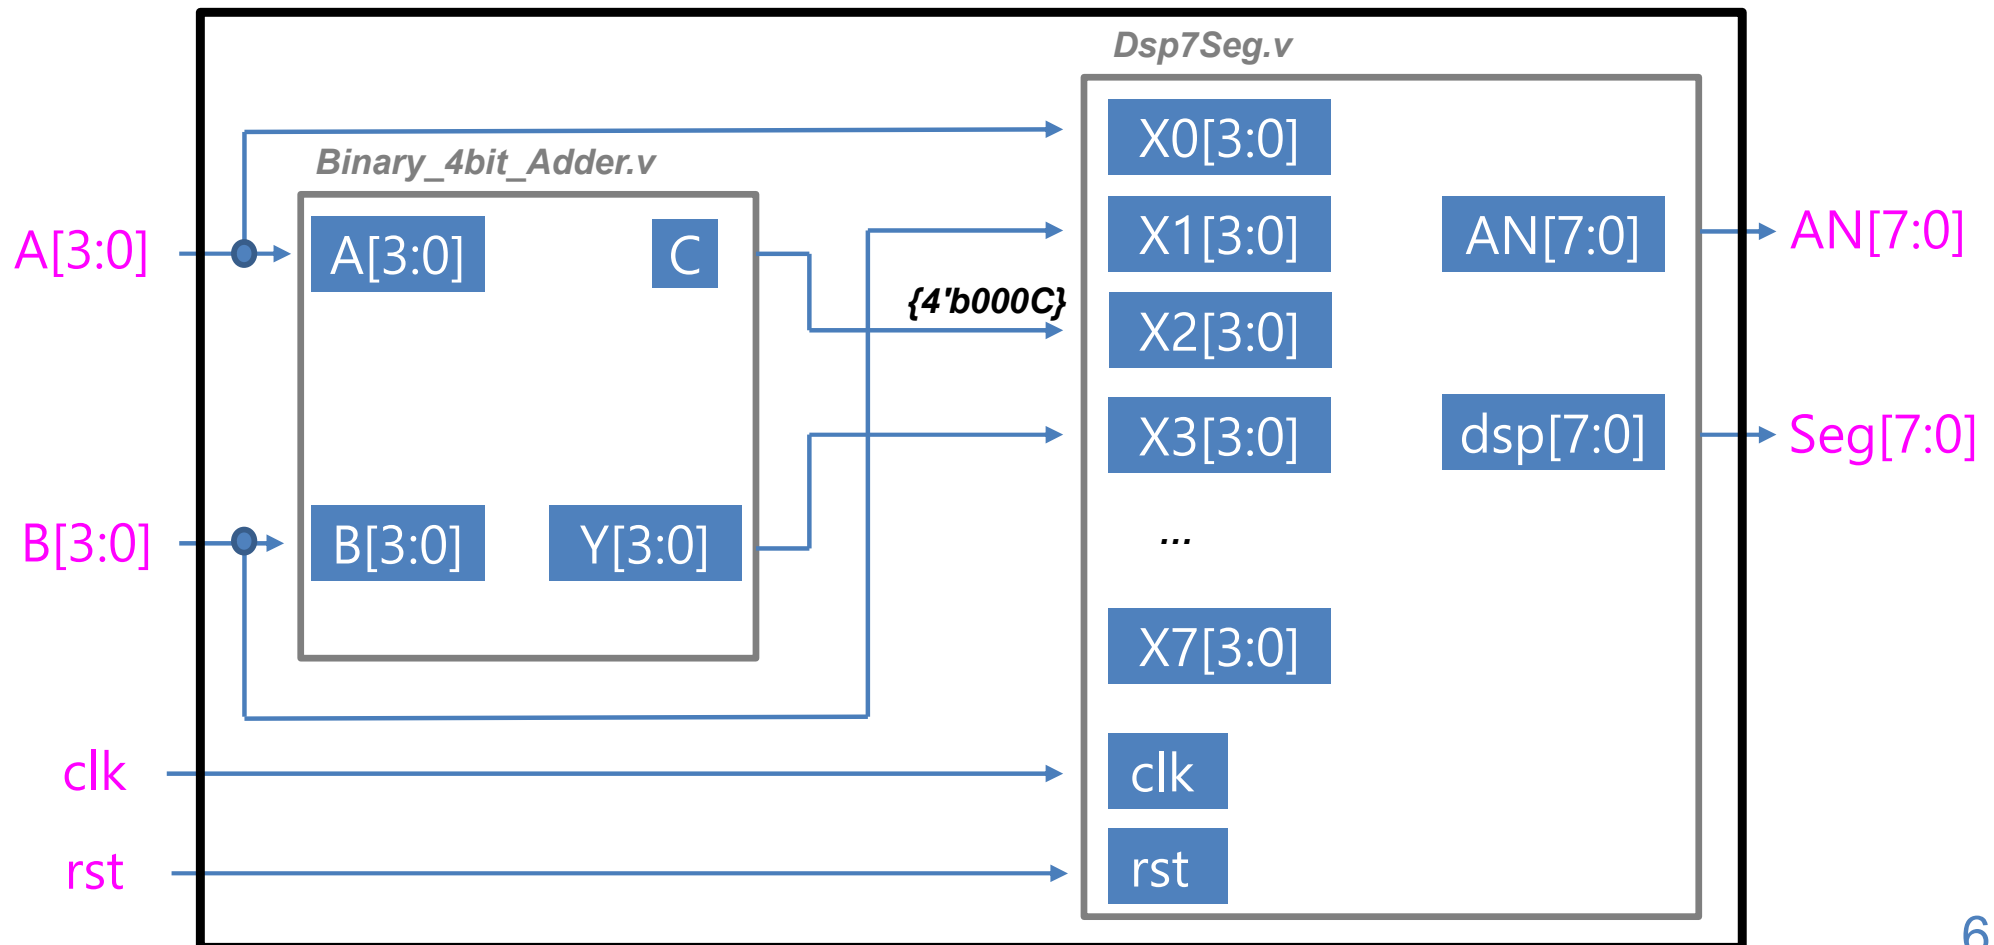 Dsp7Seg.v
X0[3:0]
Binary_4bit_Adder.v
A[3:0]
A[3:0]
C
X1[3:0]
AN[7:0]
AN[7:0]
{4'b000C}
X2[3:0]
X3[3:0]
dsp[7:0]
Seg[7:0]
B[3:0]
B[3:0]
Y[3:0]
...
X7[3:0]
clk
clk
rst
rst
6